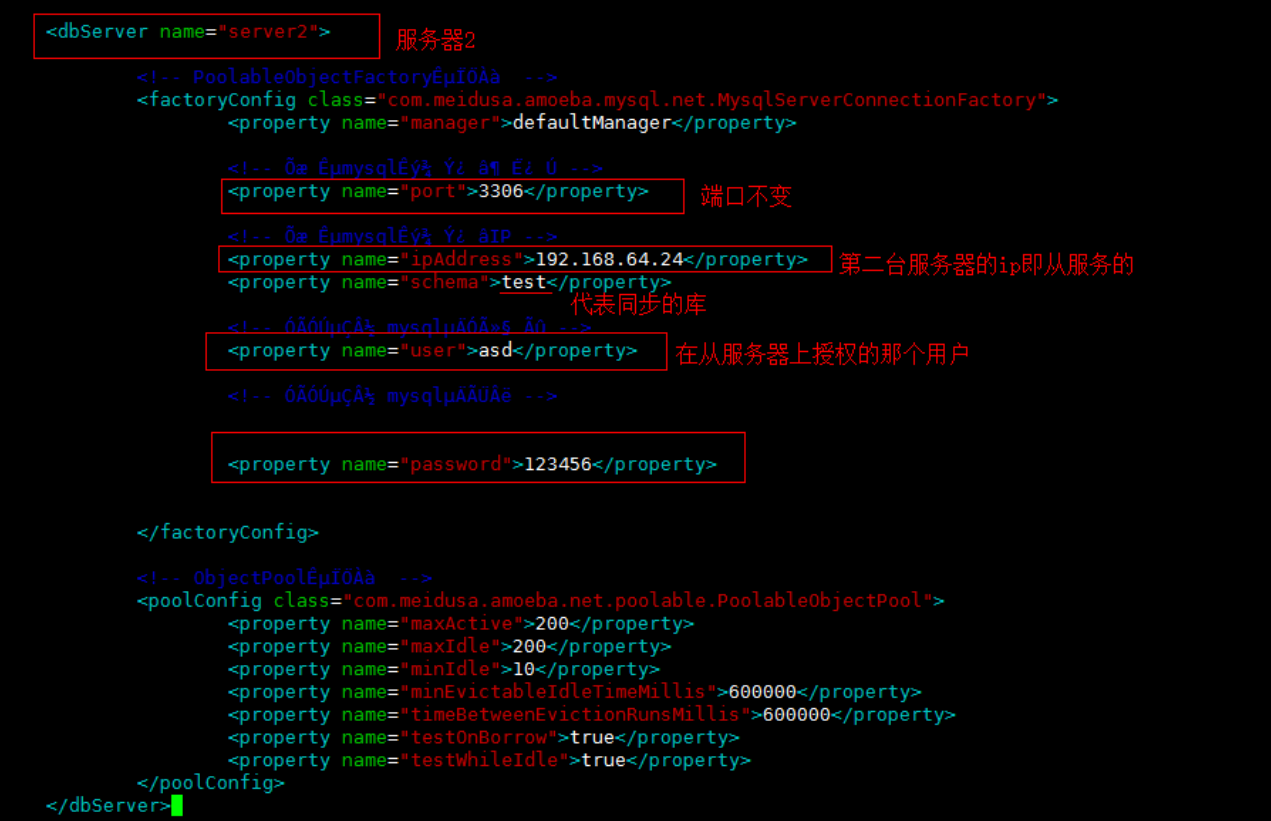 <dbServer name="server2"> 服务器2
<!-- PoolableObjectFactoryÊµÏÖÀà -->
<factoryConfig class="com.meidusa.amoeba.mysql.net.MysqlServerConnectionFactory">
<property name="manager">defaultManager</property>
<!-- Õæ ÊµmysqlÊý¾ Ý¿ â¶ Ë¿ Ú -->
<property name="port">3306</property> 端口不变
<!-- Õæ ÊµmysqlÊý¾ Ý¿ âIP -->
<property name="ipAddress">192.168.64.24</property> 第二台服务器的ip即从服务的
<property name="schema">test</property>
代表同步的库
<!-- ÓÃÓÚµÇÂ½ mysqlµÄÓÃ»§ Ãû -->
<property name="user">asd</property> 在从服务器上授权的那个用户
<!-- ÓÃÓÚµÇÂ½ mysqlµÄÃÜÂë -->
<property name="password">123456</property>
</factoryConfig>
<!-- ObjectPoolÊµÏÖÀà -->
<poolConfig class="com.meidusa.amoeba.net.poolable.PoolableObjectPool">
<property name="maxActive">200</property>
<property name="maxIdle">200</property>
<property name="minIdle">10</property>
<property name="minEvictableIdleTimeMillis">600000</property>
<property name="timeBetweenEvictionRunsMillis">600000</property>
<property name="testOnBorrow">true</property>
<property name="testWhileIdle">true</property>
</poolConfig>
</dbServer>